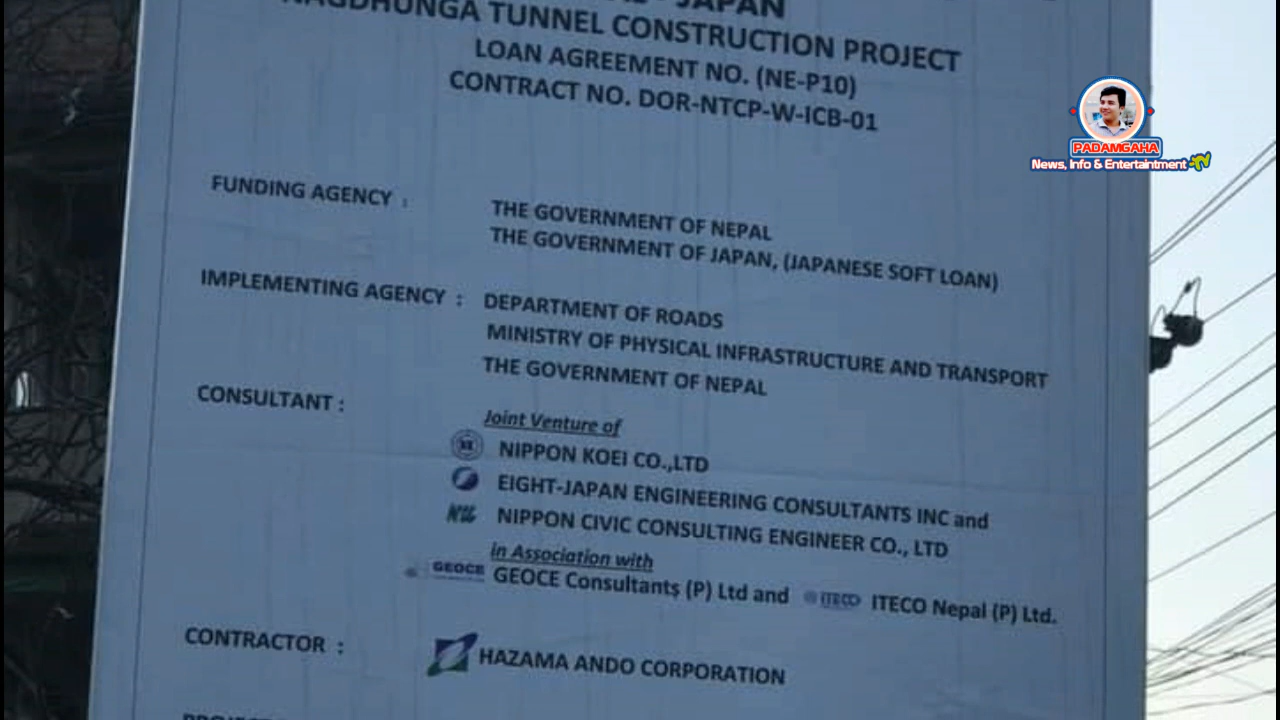 JAPAN
NAGDHUNGA TUNNEL CONSTRUCTION PROJECT
LOAN AGREEMENT NO. (NE-P10)
CONTRACT NO. DOR-NTCP-W-ICB-01
PADAMGAHA
News, Info & Entertaintment TV
FUNDING AGENCY : THE GOVERNMENT OF NEPAL
THE GOVERNMENT OF JAPAN, (JAPANESE SOFT LOAN)
IMPLEMENTING AGENCY : DEPARTMENT OF ROADS
MINISTRY OF PHYSICAL INFRASTRUCTURE AND TRANSPORT
THE GOVERNMENT OF NEPAL
CONSULTANT : Joint Venture of
NIPPON KOEI CO.,LTD
EIGHT-JAPAN ENGINEERING CONSULTANTS INC and
NIPPON CIVIC CONSULTING ENGINEER CO., LTD
in Association with
GEOCE GEOCE Consultants (P) Ltd and ITECO ITECO Nepal (P) Ltd.
CONTRACTOR : HAZAMA ANDO CORPORATION